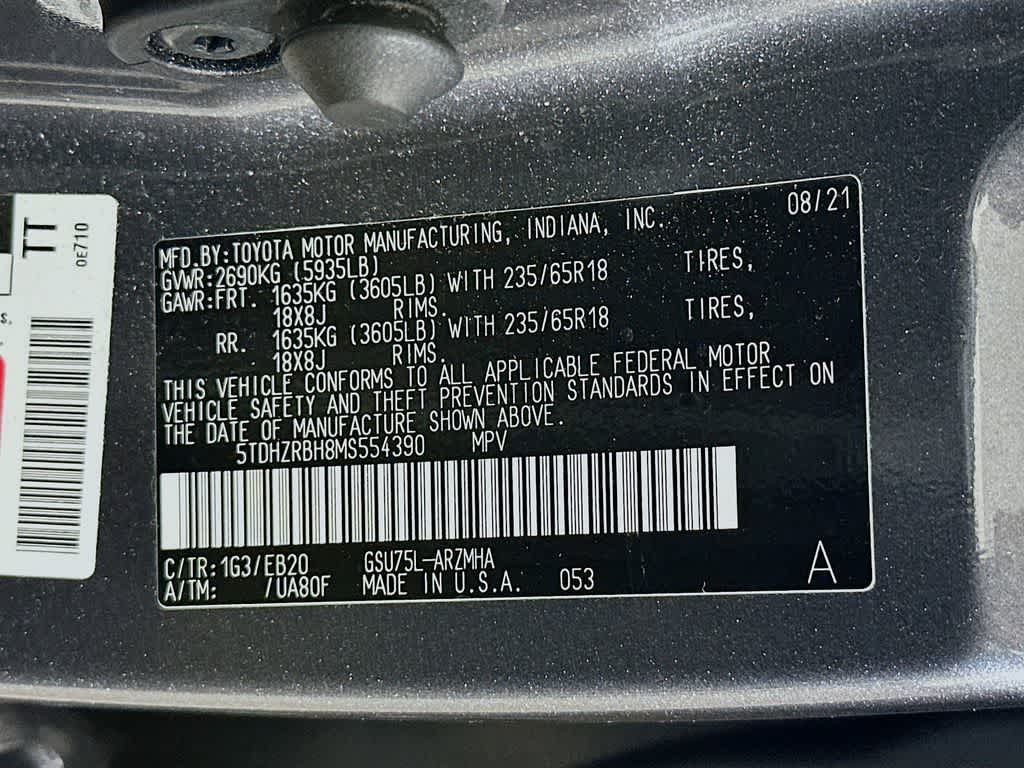 TT
0E710
S,
08/21
MFD.BY:TOYOTA MOTOR MANUFACTURING, INDIANA, INC.
GVWR:2690KG (5935LB)
GAWR:FRT. 1635KG (3605LB) WITH 235/65R18 TIRES,
18X8J RIMS.
RR. 1635KG (3605LB) WITH 235/65R18 TIRES,
18X8J RIMS.
THIS VEHICLE CONFORMS TO ALL APPLICABLE FEDERAL MOTOR
VEHICLE SAFETY AND THEFT PREVENTION STANDARDS IN EFFECT ON
THE DATE OF MANUFACTURE SHOWN ABOVE.
5TDHZRBH8MS554390 MPV
C/TR:1G3/EB20 GSU75L-ARZMHA
A/TM: /UA80F MADE IN U.S.A. 053 A